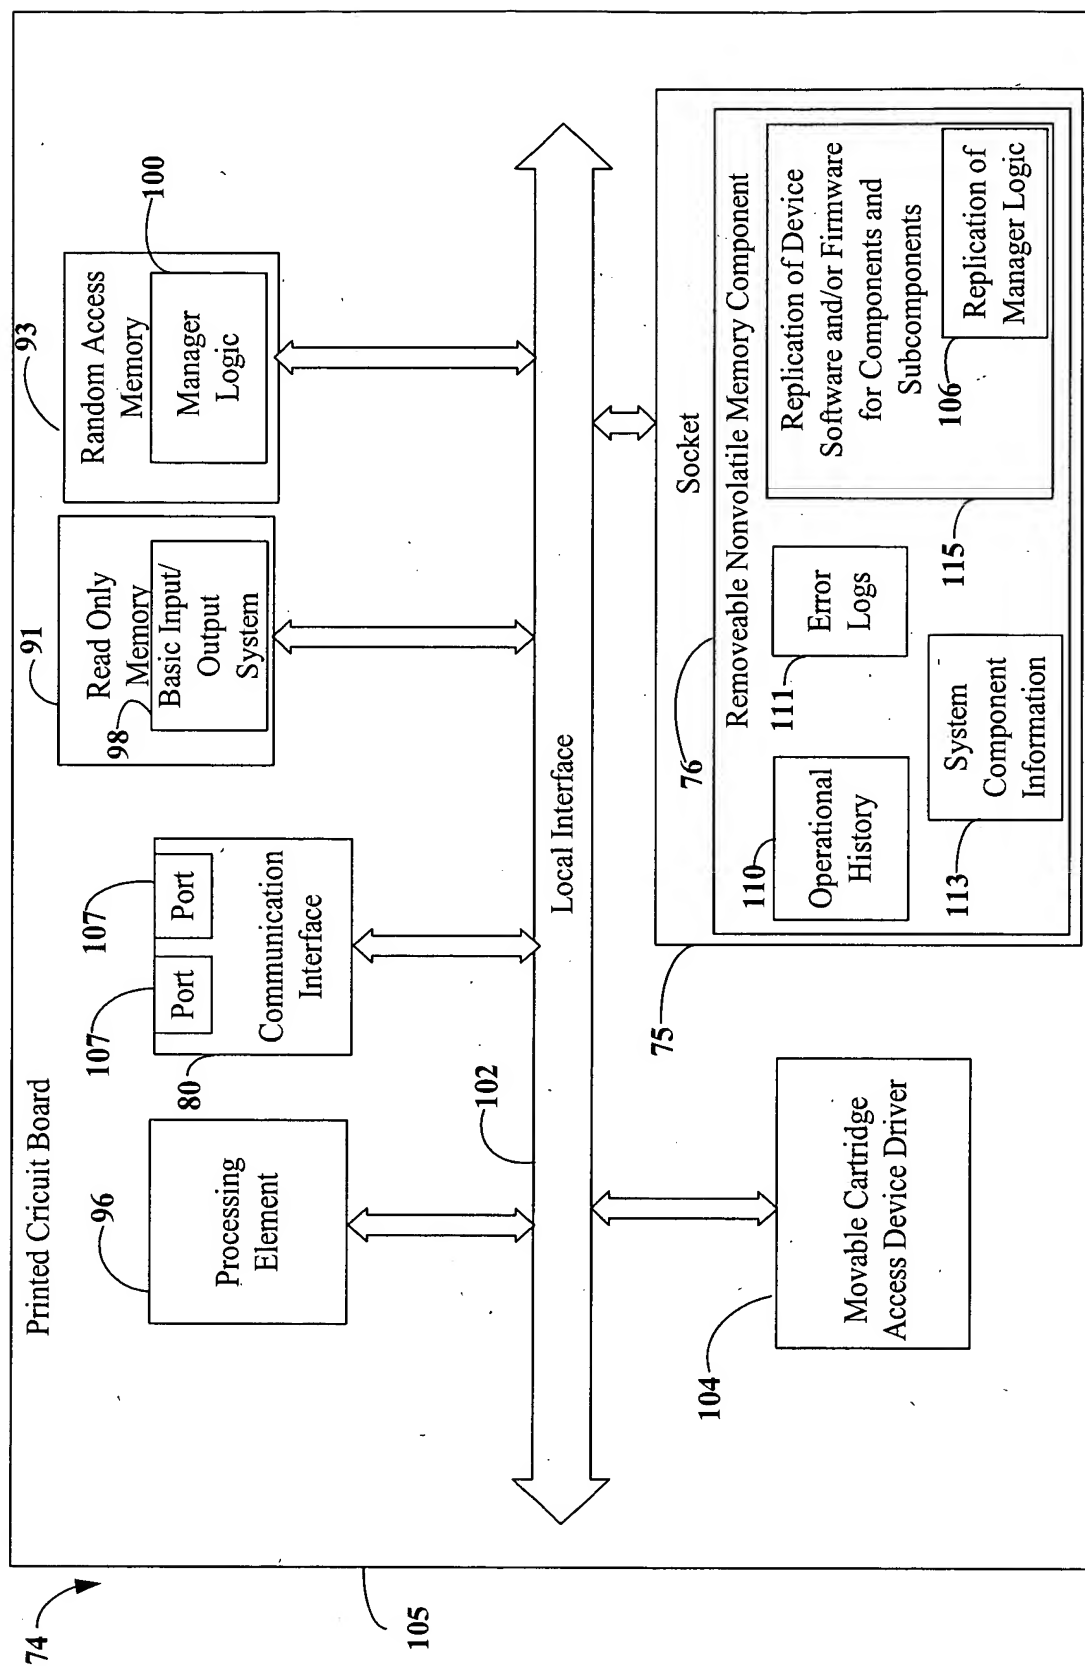 74
105
Printed Cricuit Board
96
Processing
Element
107
107
Port
Port
Communication
Interface
80
91
Read Only
Memory
98
Basic Input/
Output
System
93
Random Access
Memory
100
Manager
Logic
102
Local Interface
104
Movable Cartridge
Access Device Driver
75
Socket
76
Removeable Nonvolatile Memory Component
110
Operational
History
111
Error
Logs
113
System
Component
Information
115
Replication of Device
Software and/or Firmware
for Components and
Subcomponents
106
Replication of
Manager Logic